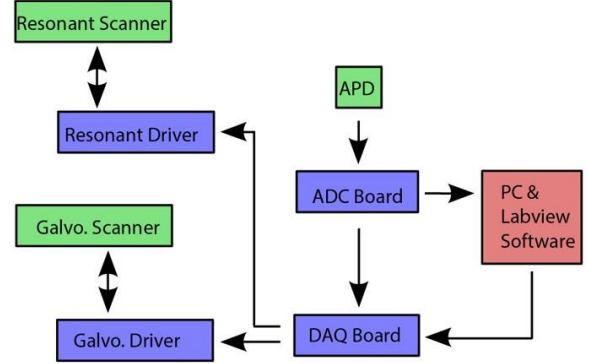 Resonant Scanner
APD
Resonant Driver
ADC Board
PC &
Labview
Software
Galvo. Scanner
Galvo. Driver
DAQ Board